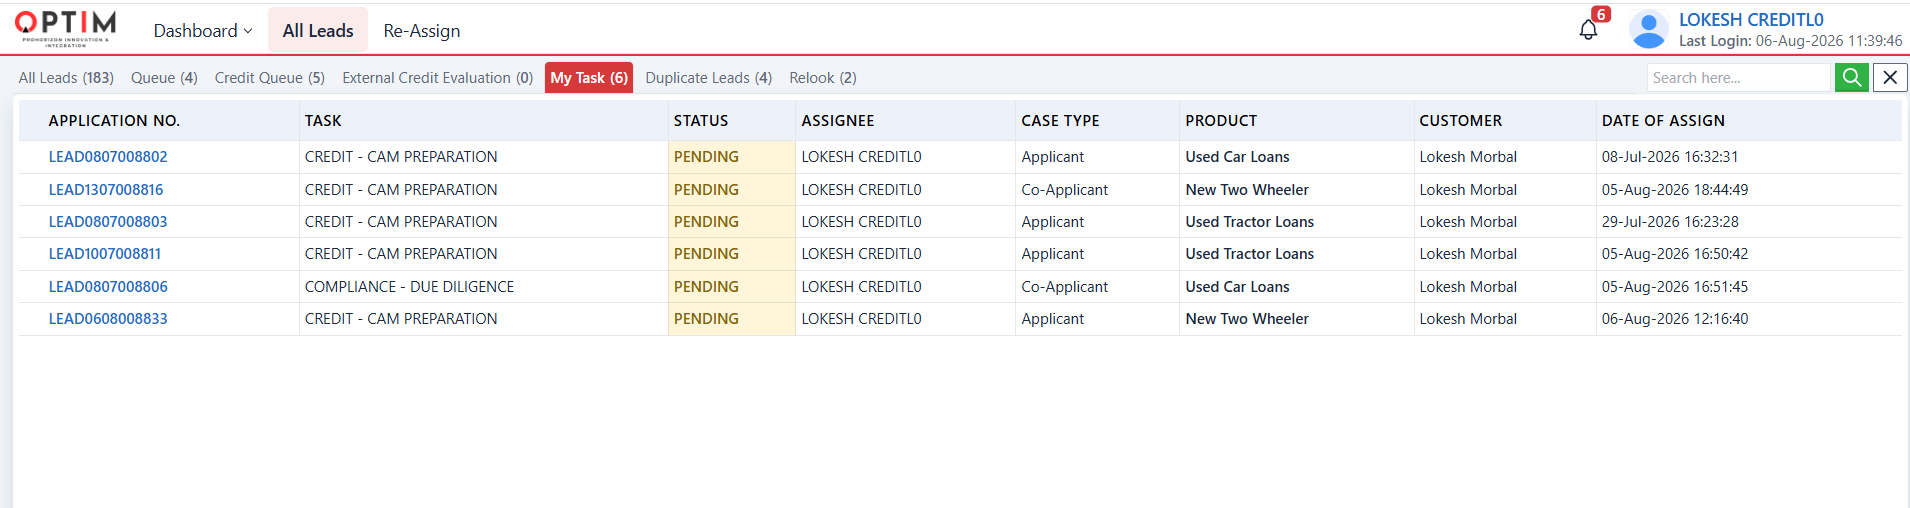 OPTIM
PROHORIZON INNOVATION &
INTEGRATION
Dashboard
All Leads
Re-Assign
6
LOKESH CREDITL0
Last Login: 06-Aug-2026 11:39:46
All Leads (183) Queue (4) Credit Queue (5) External Credit Evaluation (0) My Task (6) Duplicate Leads (4) Relook (2) Search here...
APPLICATION NO. TASK STATUS ASSIGNEE CASE TYPE PRODUCT CUSTOMER DATE OF ASSIGN
LEAD0807008802 CREDIT - CAM PREPARATION PENDING LOKESH CREDITL0 Applicant Used Car Loans Lokesh Morbal 08-Jul-2026 16:32:31
LEAD1307008816 CREDIT - CAM PREPARATION PENDING LOKESH CREDITL0 Co-Applicant New Two Wheeler Lokesh Morbal 05-Aug-2026 18:44:49
LEAD0807008803 CREDIT - CAM PREPARATION PENDING LOKESH CREDITL0 Applicant Used Tractor Loans Lokesh Morbal 29-Jul-2026 16:23:28
LEAD1007008811 CREDIT - CAM PREPARATION PENDING LOKESH CREDITL0 Applicant Used Tractor Loans Lokesh Morbal 05-Aug-2026 16:50:42
LEAD0807008806 COMPLIANCE - DUE DILIGENCE PENDING LOKESH CREDITL0 Co-Applicant Used Car Loans Lokesh Morbal 05-Aug-2026 16:51:45
LEAD0608008833 CREDIT - CAM PREPARATION PENDING LOKESH CREDITL0 Applicant New Two Wheeler Lokesh Morbal 06-Aug-2026 12:16:40